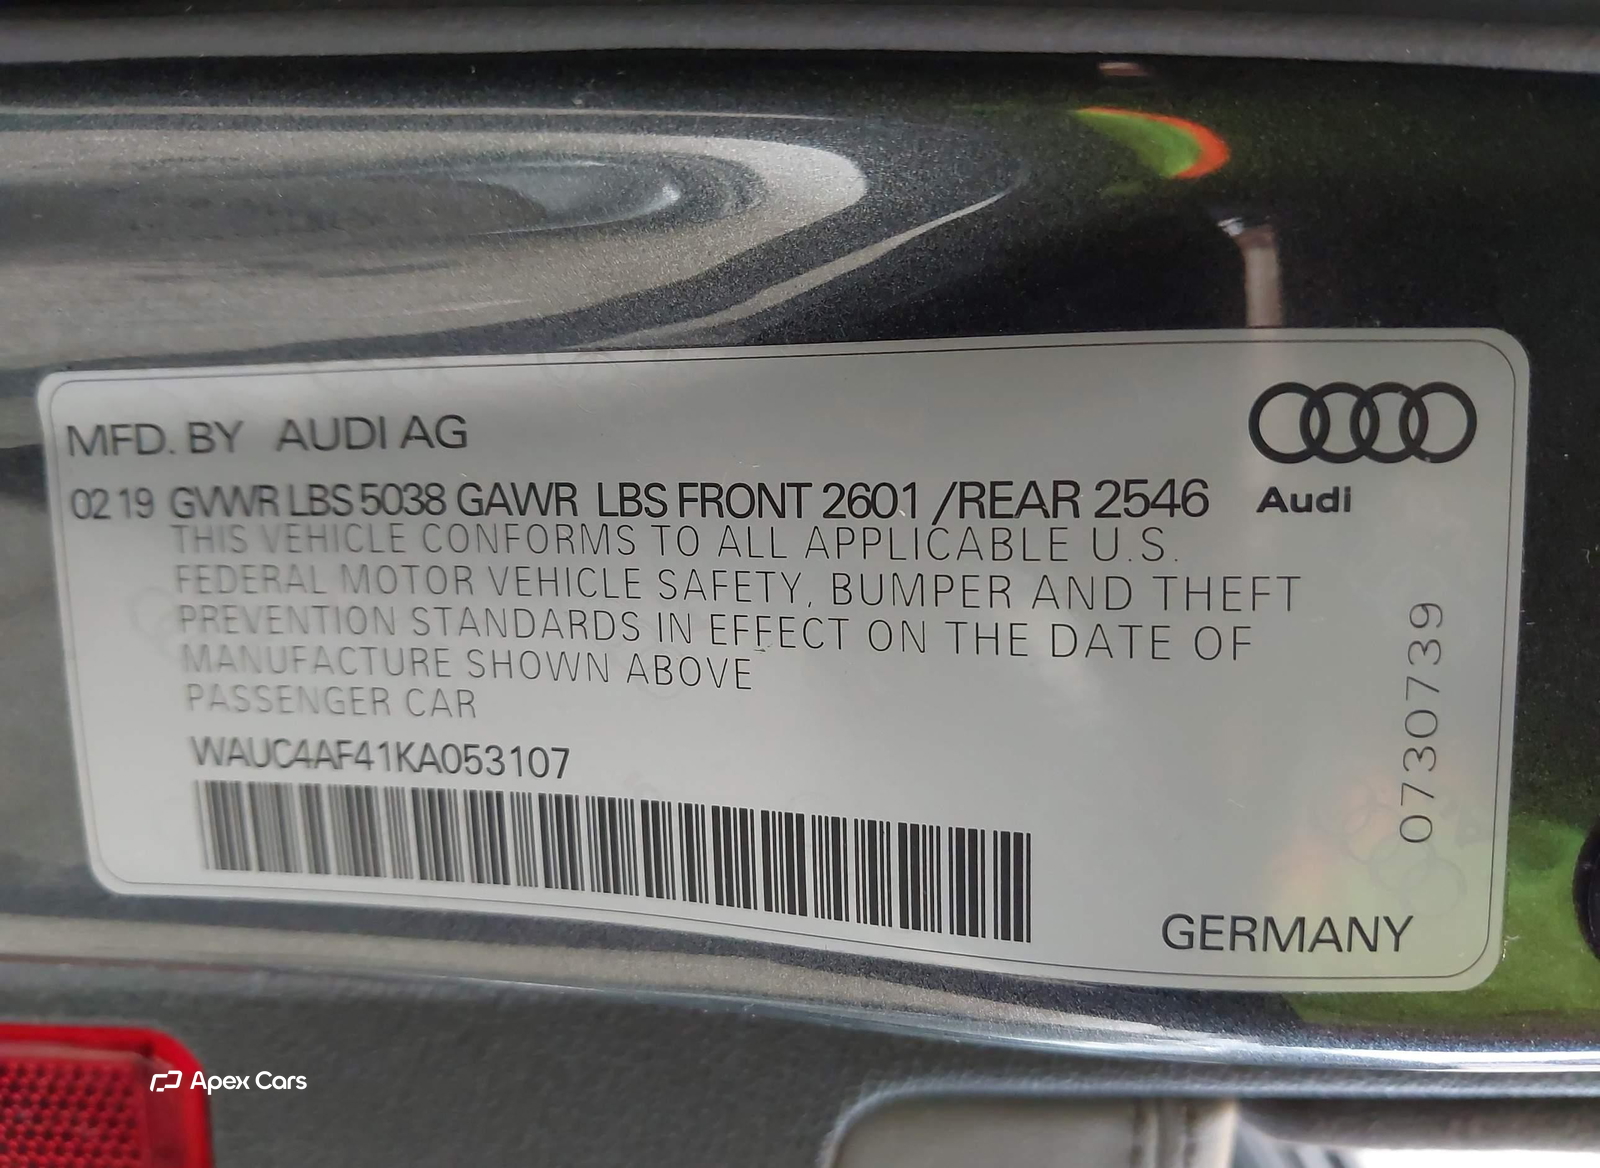 MFD. BY AUDI AG
02 19 GVWR LBS 5038 GAWR LBS FRONT 2601 /REAR 2546
Audi
THIS VEHICLE CONFORMS TO ALL APPLICABLE U.S.
FEDERAL MOTOR VEHICLE SAFETY, BUMPER AND THEFT
PREVENTION STANDARDS IN EFFECT ON THE DATE OF
MANUFACTURE SHOWN ABOVE
PASSENGER CAR
WAUC4AF41KA053107
0730739
GERMANY
Apex Cars